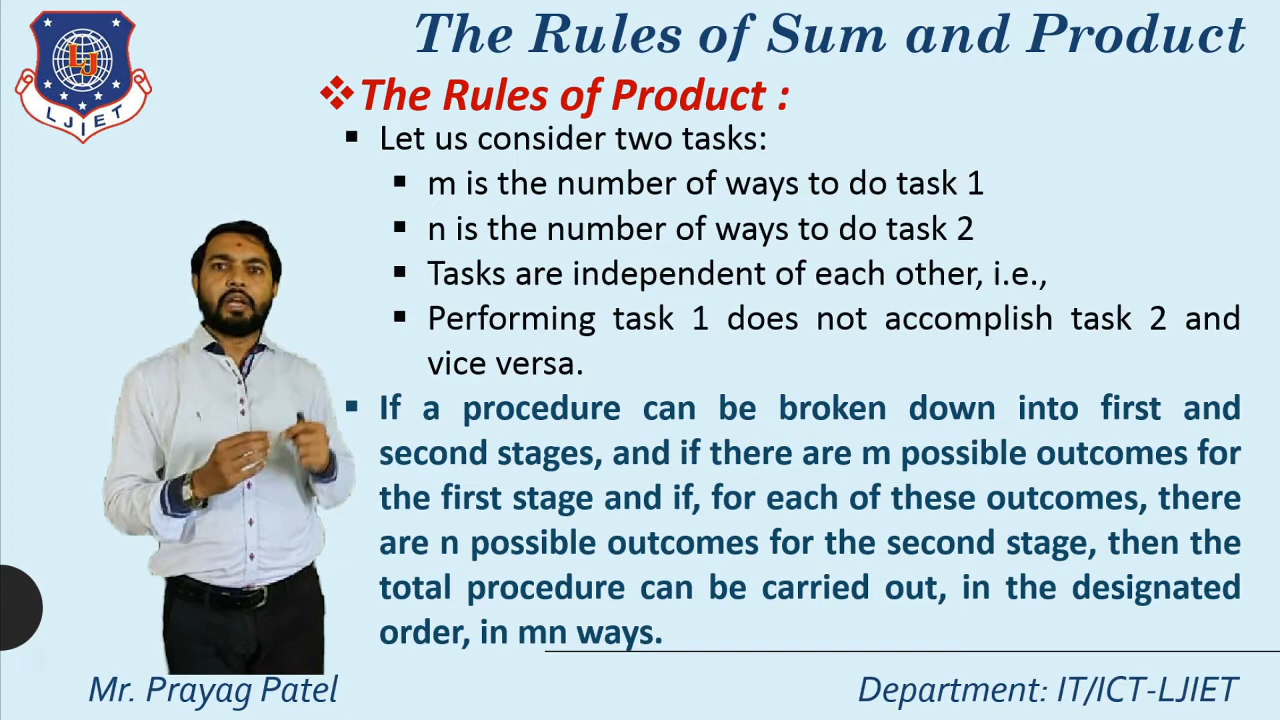 The Rules of Sum and Product
LJ
LJIET
❖The Rules of Product :
▪ Let us consider two tasks:
▪ m is the number of ways to do task 1
▪ n is the number of ways to do task 2
▪ Tasks are independent of each other, i.e.,
▪ Performing task 1 does not accomplish task 2 and
vice versa.
▪ If a procedure can be broken down into first and
second stages, and if there are m possible outcomes for
the first stage and if, for each of these outcomes, there
are n possible outcomes for the second stage, then the
total procedure can be carried out, in the designated
order, in mn ways.
Mr. Prayag Patel
Department: IT/ICT-LJIET